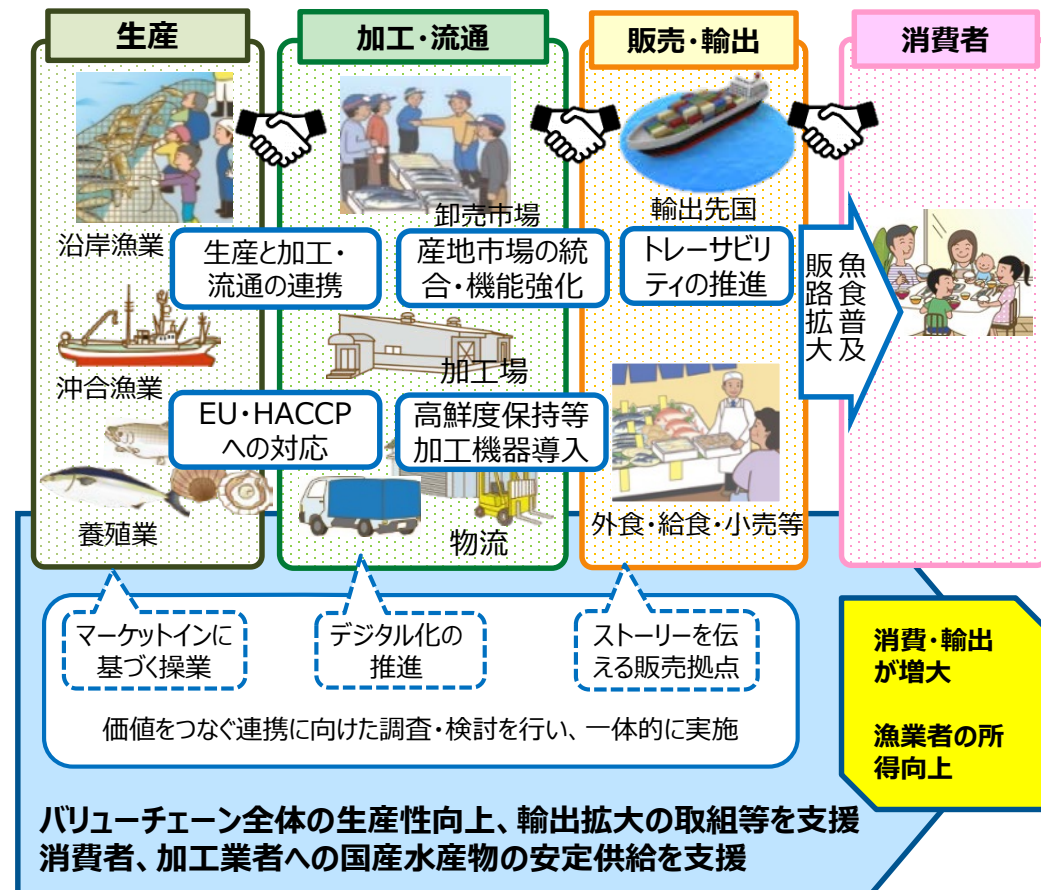 生産
加工・流通
販売・輸出
消費者
沿岸漁業
卸売市場
輸出先国
生産と加工・
流通の連携
産地市場の統
合・機能強化
トレーサビリ
ティの推進
魚食普及
販路拡大
沖合漁業
加工場
EU・HACCP
への対応
高鮮度保持等
加工機器導入
養殖業
物流
外食・給食・小売等
マーケットインに
基づく操業
デジタル化の
推進
ストーリーを伝
える販売拠点
価値をつなぐ連携に向けた調査・検討を行い、一体的に実施
消費・輸出
が増大
漁業者の所
得向上
バリューチェーン全体の生産性向上、輸出拡大の取組等を支援
消費者、加工業者への国産水産物の安定供給を支援